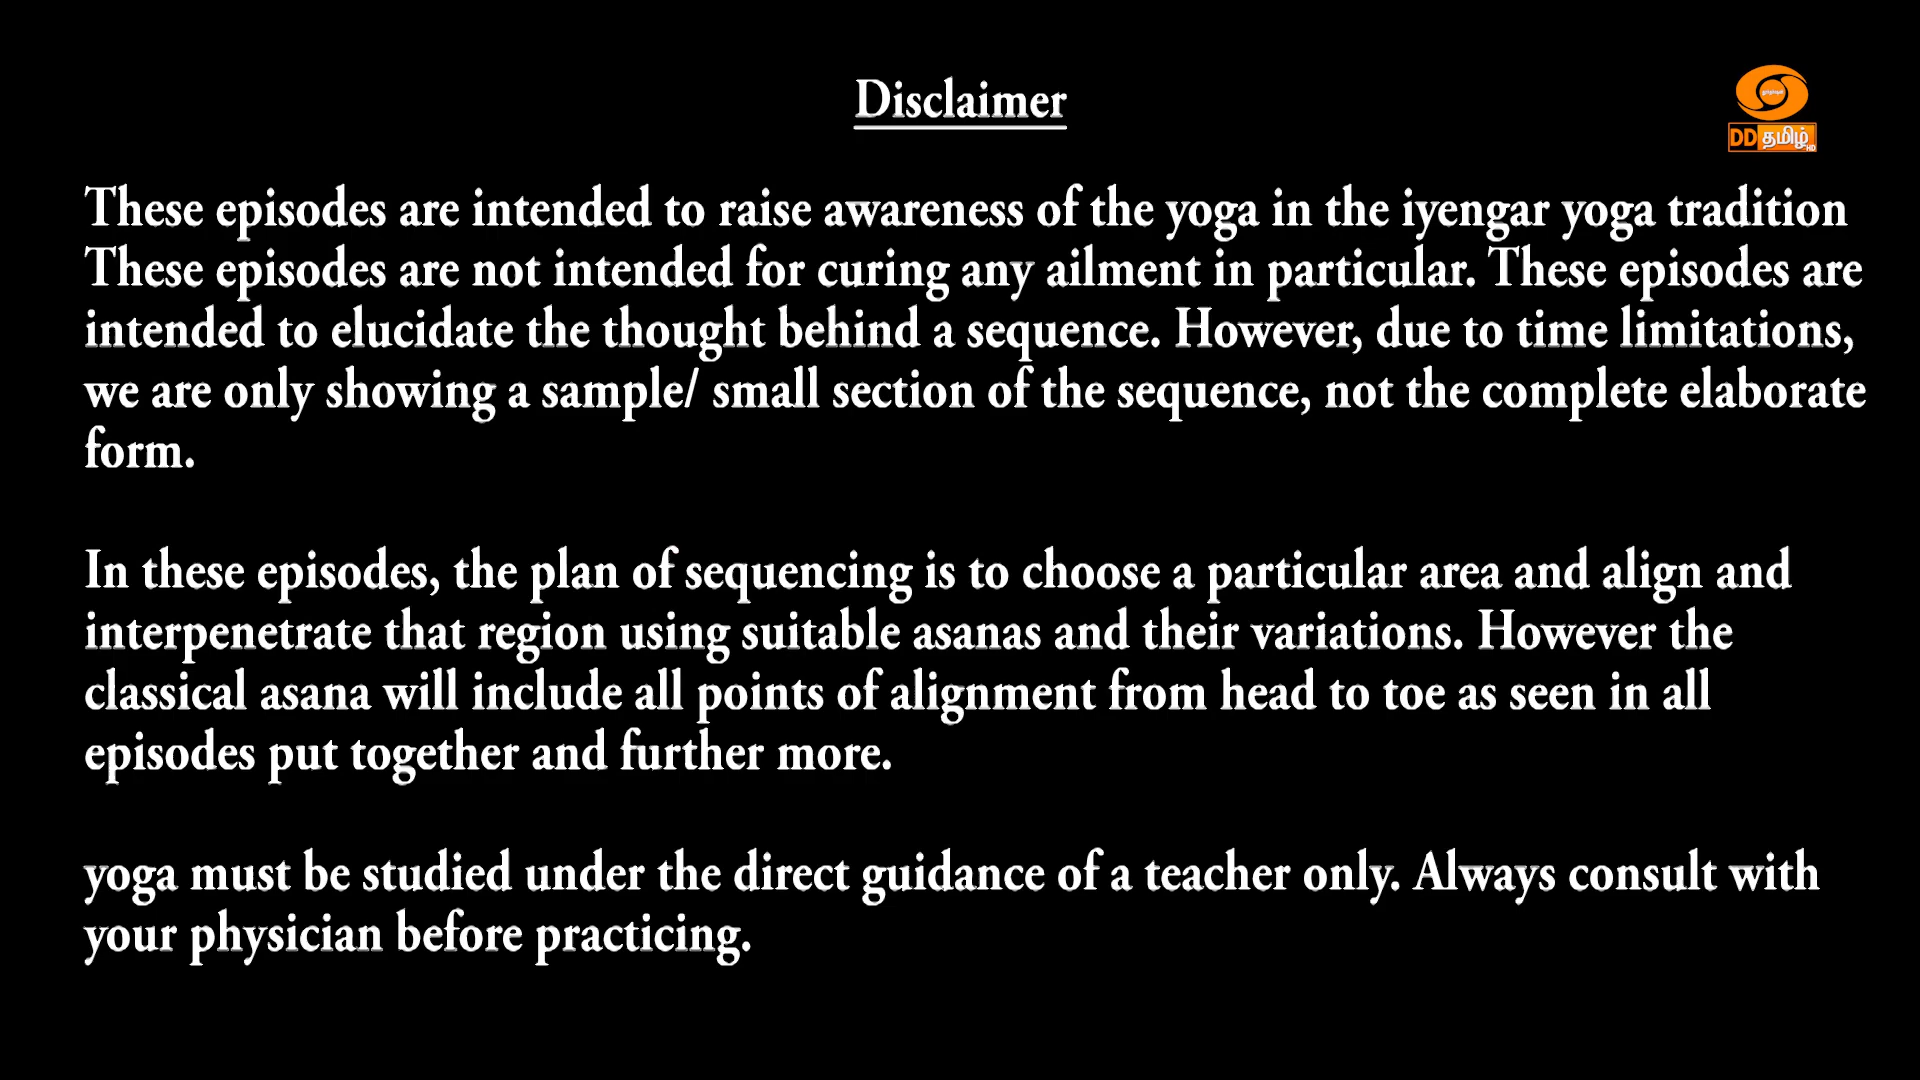 Disclaimer
DD தமிழ் HD
These episodes are intended to raise awareness of the yoga in the iyengar yoga tradition
These episodes are not intended for curing any ailment in particular. These episodes are
intended to elucidate the thought behind a sequence. However, due to time limitations,
we are only showing a sample/ small section of the sequence, not the complete elaborate
form.
In these episodes, the plan of sequencing is to choose a particular area and align and
interpenetrate that region using suitable asanas and their variations. However the
classical asana will include all points of alignment from head to toe as seen in all
episodes put together and further more.
yoga must be studied under the direct guidance of a teacher only. Always consult with
your physician before practicing.